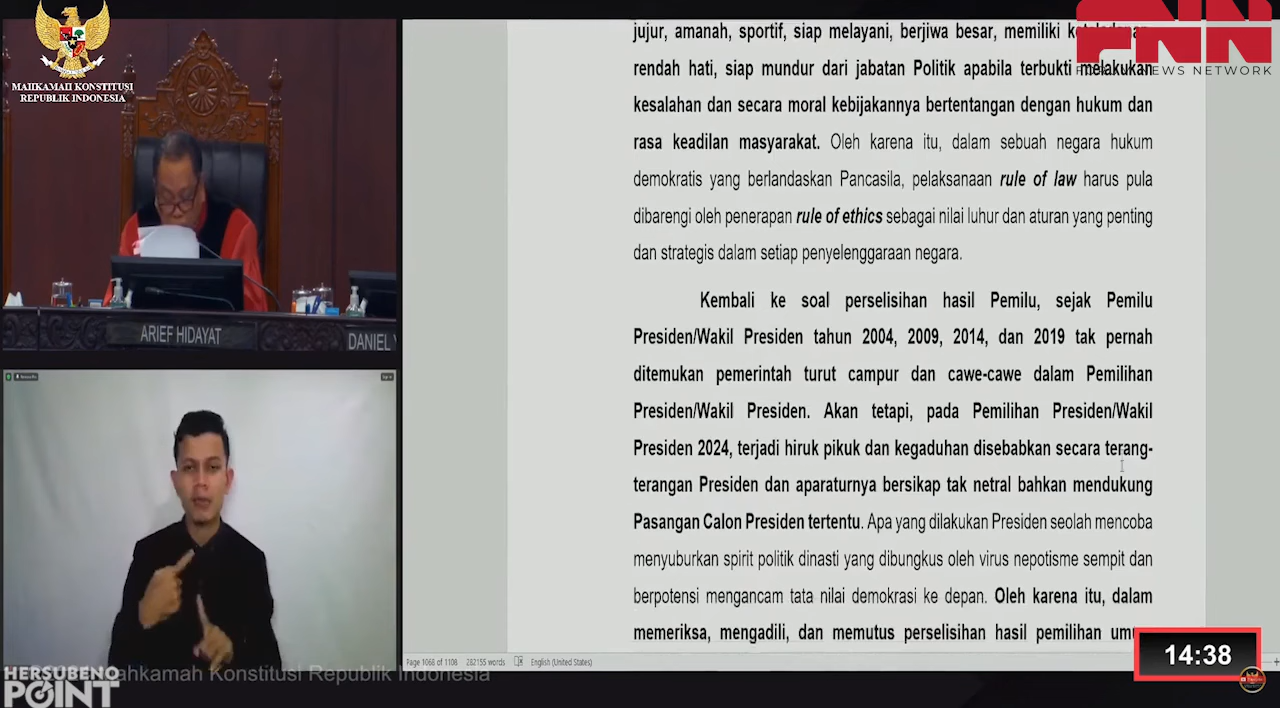 MAHKAMAH KONSTITUSI
REPUBLIK INDONESIA
ARIEF HIDAYAT
DANIEL Y
FNN
NEWS NETWORK
jujur, amanah, sportif, siap melayani, berjiwa besar, memiliki
rendah hati, siap mundur dari jabatan Politik apabila terbukti melakukan
kesalahan dan secara moral kebijakannya bertentangan dengan hukum dan
rasa keadilan masyarakat. Oleh karena itu, dalam sebuah negara hukum
demokratis yang berlandaskan Pancasila, pelaksanaan rule of law harus pula
dibarengi oleh penerapan rule of ethics sebagai nilai luhur dan aturan yang penting
dan strategis dalam setiap penyelenggaraan negara.
Kembali ke soal perselisihan hasil Pemilu, sejak Pemilu
Presiden/Wakil Presiden tahun 2004, 2009, 2014, dan 2019 tak pernah
ditemukan pemerintah turut campur dan cawe-cawe dalam Pemilihan
Presiden/Wakil Presiden. Akan tetapi, pada Pemilihan Presiden/Wakil
Presiden 2024, terjadi hiruk pikuk dan kegaduhan disebabkan secara terang-
terangan Presiden dan aparaturnya bersikap tak netral bahkan mendukung
Pasangan Calon Presiden tertentu. Apa yang dilakukan Presiden seolah mencoba
menyuburkan spirit politik dinasti yang dibungkus oleh virus nepotisme sempit dan
berpotensi mengancam tata nilai demokrasi ke depan. Oleh karena itu, dalam
memeriksa, mengadili, dan memutus perselisihan hasil pemilihan umu
Page 1068 of 1108 282155 words English (United States)
14:38
HERSUBENO
POINT
ahkamah Konstitusi Republik Indonesia